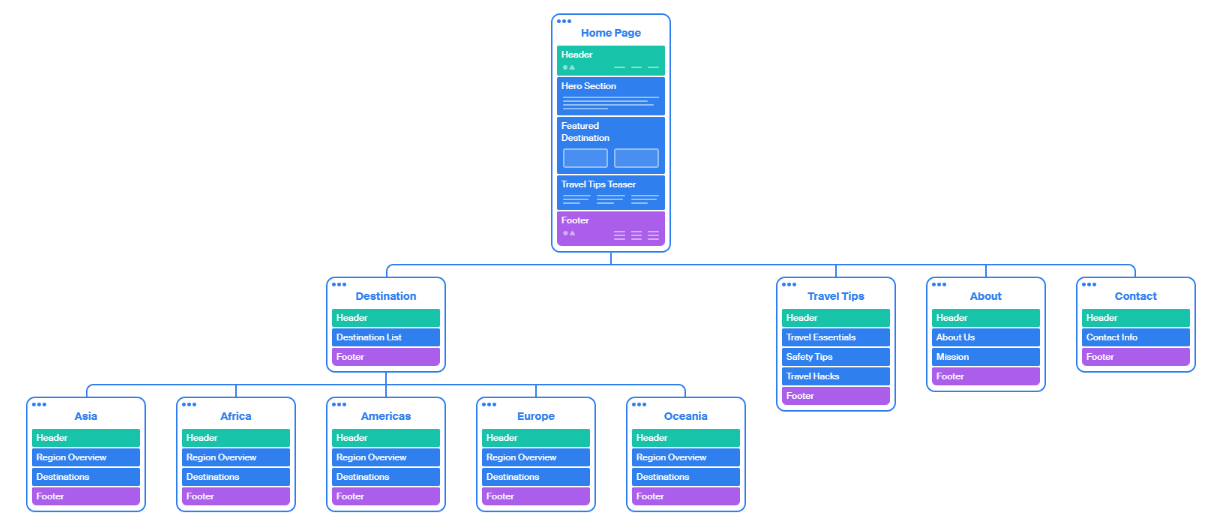 Home Page
Header
Hero Section
Featured
Destination
Travel Tips Teaser
Footer
Destination
Header
Destination List
Footer
Travel Tips
Header
Travel Essentials
Safety Tips
Travel Hacks
Footer
About
Header
About Us
Mission
Footer
Contact
Header
Contact Info
Footer
Asia
Header
Region Overview
Destinations
Footer
Africa
Header
Region Overview
Destinations
Footer
Americas
Header
Region Overview
Destinations
Footer
Europe
Header
Region Overview
Destinations
Footer
Oceania
Header
Region Overview
Destinations
Footer